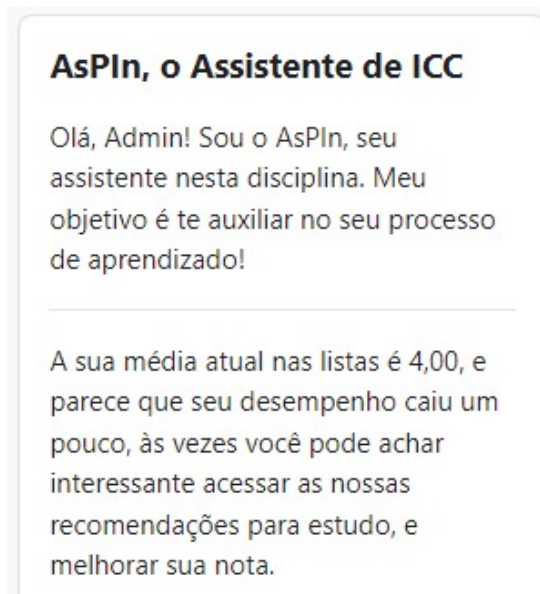 AsPIn, o Assistente de ICC
Olá, Admin! Sou o AsPIn, seu
assistente nesta disciplina. Meu
objetivo é te auxiliar no seu processo
de aprendizado!
A sua média atual nas listas é 4,00, e
parece que seu desempenho caiu um
pouco, às vezes você pode achar
interessante acessar as nossas
recomendações para estudo, e
melhorar sua nota.